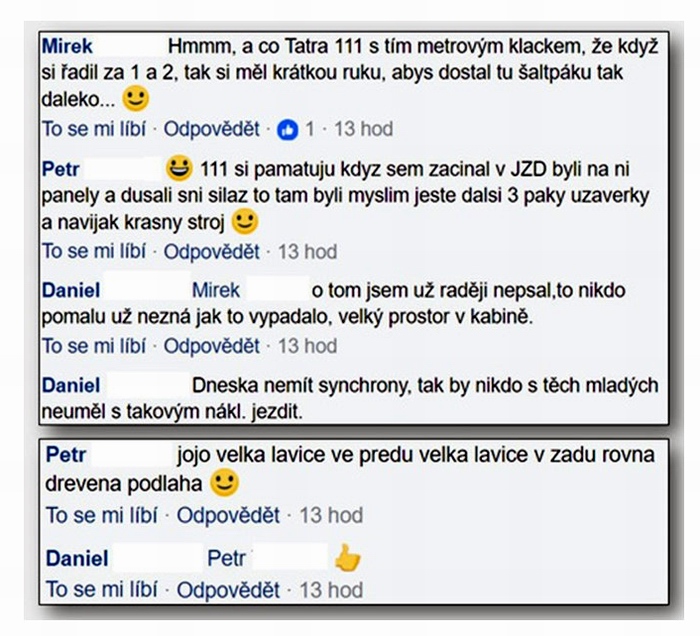 Mirek Hmmm, a co Tatra 111 s tím metrovým klackem, že když
si řadil za 1 a 2, tak si měl krátkou ruku, abys dostal tu šaltpáku tak
daleko... 🙂
To se mi líbí · Odpovědět · 1 · 13 hod
Petr 😀 111 si pamatuju kdyz sem zacinal v JZD byli na ni
panely a dusali sni silaz to tam byli myslim jeste dalsi 3 paky uzaverky
a navijak krasny stroj 🙂
To se mi líbí · Odpovědět · 13 hod
Daniel Mirek o tom jsem už raději nepsal,to nikdo
pomalu už nezná jak to vypadalo, velký prostor v kabině.
To se mi líbí · Odpovědět · 13 hod
Daniel Dneska nemít synchrony, tak by nikdo s těch mladých
neuměl s takovým nákl. jezdit.
Petr jojo velka lavice ve predu velka lavice v zadu rovna
drevena podlaha 🙂
To se mi líbí · Odpovědět · 13 hod
Daniel Petr 👍
To se mi líbí · Odpovědět · 13 hod